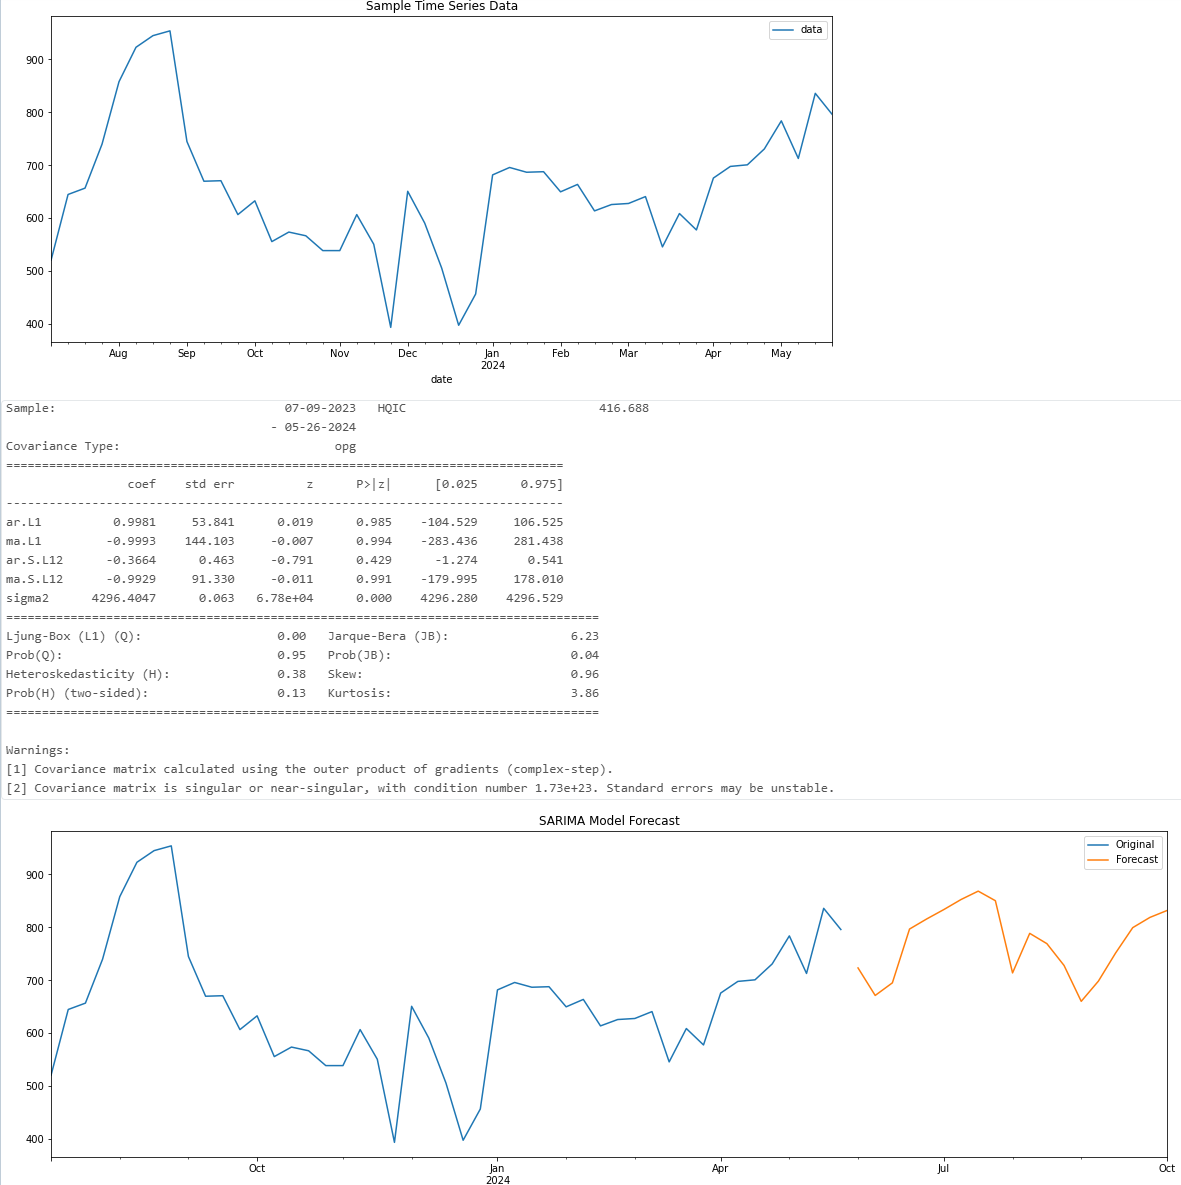 Sample Time Series Data
data
900
800
700
600
500
400
Aug Sep Oct Nov Dec Jan Feb Mar Apr May
2024
date
Sample: 07-09-2023 HQIC 416.688
- 05-26-2024
Covariance Type: opg
==============================================================================
coef std err z P>|z| [0.025 0.975]
------------------------------------------------------------------------------
ar.L1 0.9981 53.841 0.019 0.985 -104.529 106.525
ma.L1 -0.9993 144.103 -0.007 0.994 -283.436 281.438
ar.S.L12 -0.3664 0.463 -0.791 0.429 -1.274 0.541
ma.S.L12 -0.9929 91.330 -0.011 0.991 -179.995 178.010
sigma2 4296.4047 0.063 6.78e+04 0.000 4296.280 4296.529
===================================================================================
Ljung-Box (L1) (Q): 0.00 Jarque-Bera (JB): 6.23
Prob(Q): 0.95 Prob(JB): 0.04
Heteroskedasticity (H): 0.38 Skew: 0.96
Prob(H) (two-sided): 0.13 Kurtosis: 3.86
===================================================================================
Warnings:
[1] Covariance matrix calculated using the outer product of gradients (complex-step).
[2] Covariance matrix is singular or near-singular, with condition number 1.73e+23. Standard errors may be unstable.
SARIMA Model Forecast
Original
Forecast
900
800
700
600
500
400
Oct Jan Apr Jul Oct
2024